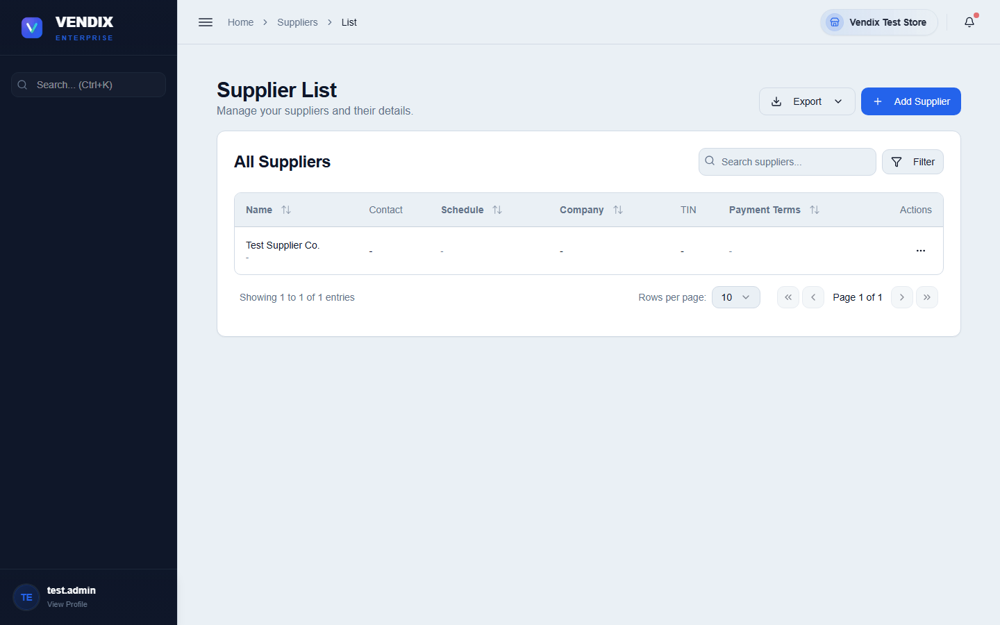 VENDIX
ENTERPRISE
Search... (Ctrl+K)
Home
Suppliers
List
Vendix Test Store
Supplier List
Manage your suppliers and their details.
Export
Add Supplier
All Suppliers
Search suppliers...
Filter
Name Contact Schedule Company TIN Payment Terms Actions
Test Supplier Co.
-
- - - - - ...
Showing 1 to 1 of 1 entries
Rows per page: 10
Page 1 of 1
TE
test.admin
View Profile